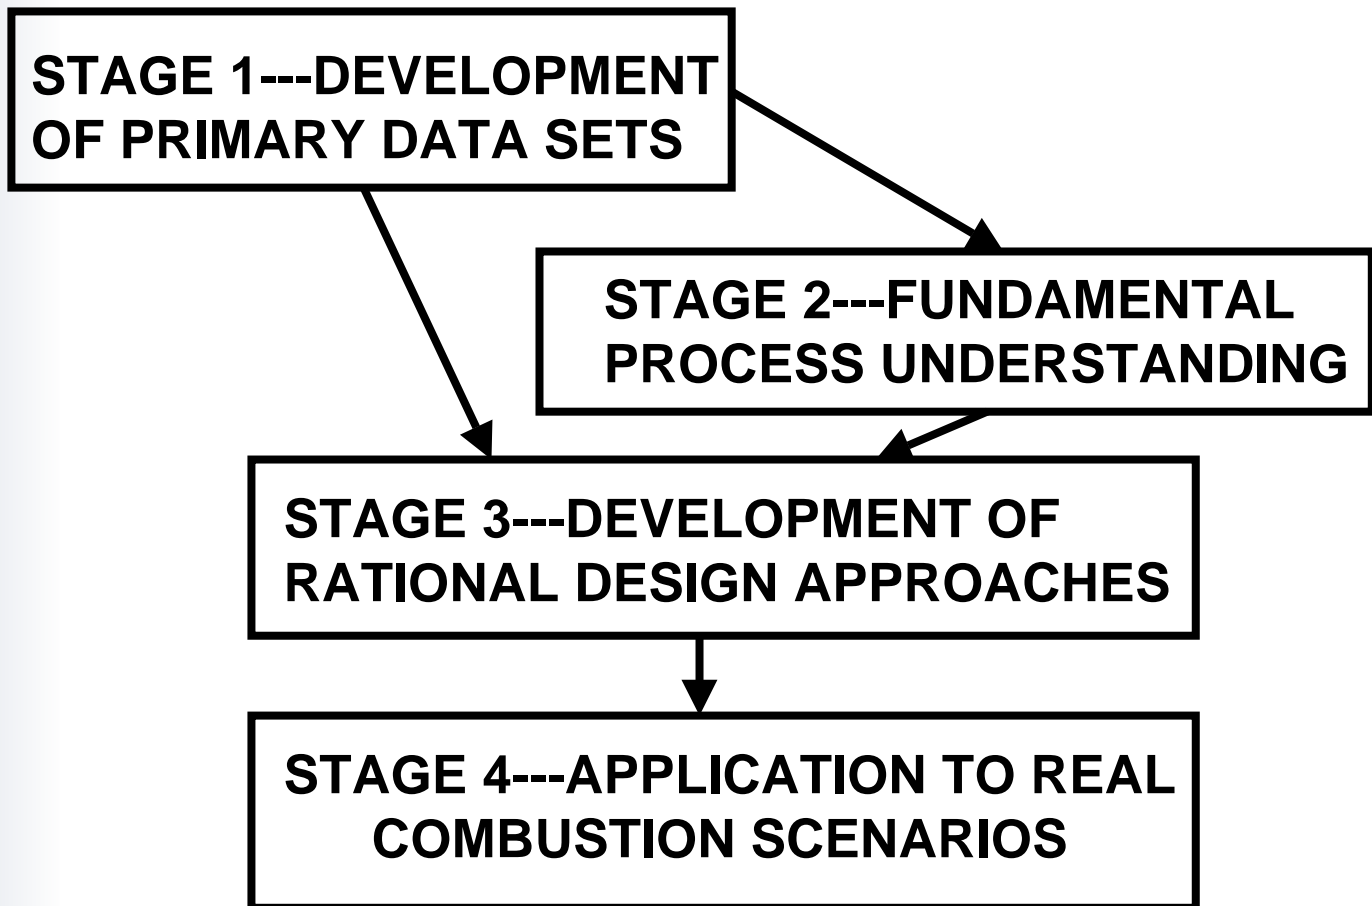 STAGE 1---DEVELOPMENT
OF PRIMARY DATA SETS
STAGE 2---FUNDAMENTAL
PROCESS UNDERSTANDING
STAGE 3---DEVELOPMENT OF
RATIONAL DESIGN APPROACHES
STAGE 4---APPLICATION TO REAL
COMBUSTION SCENARIOS